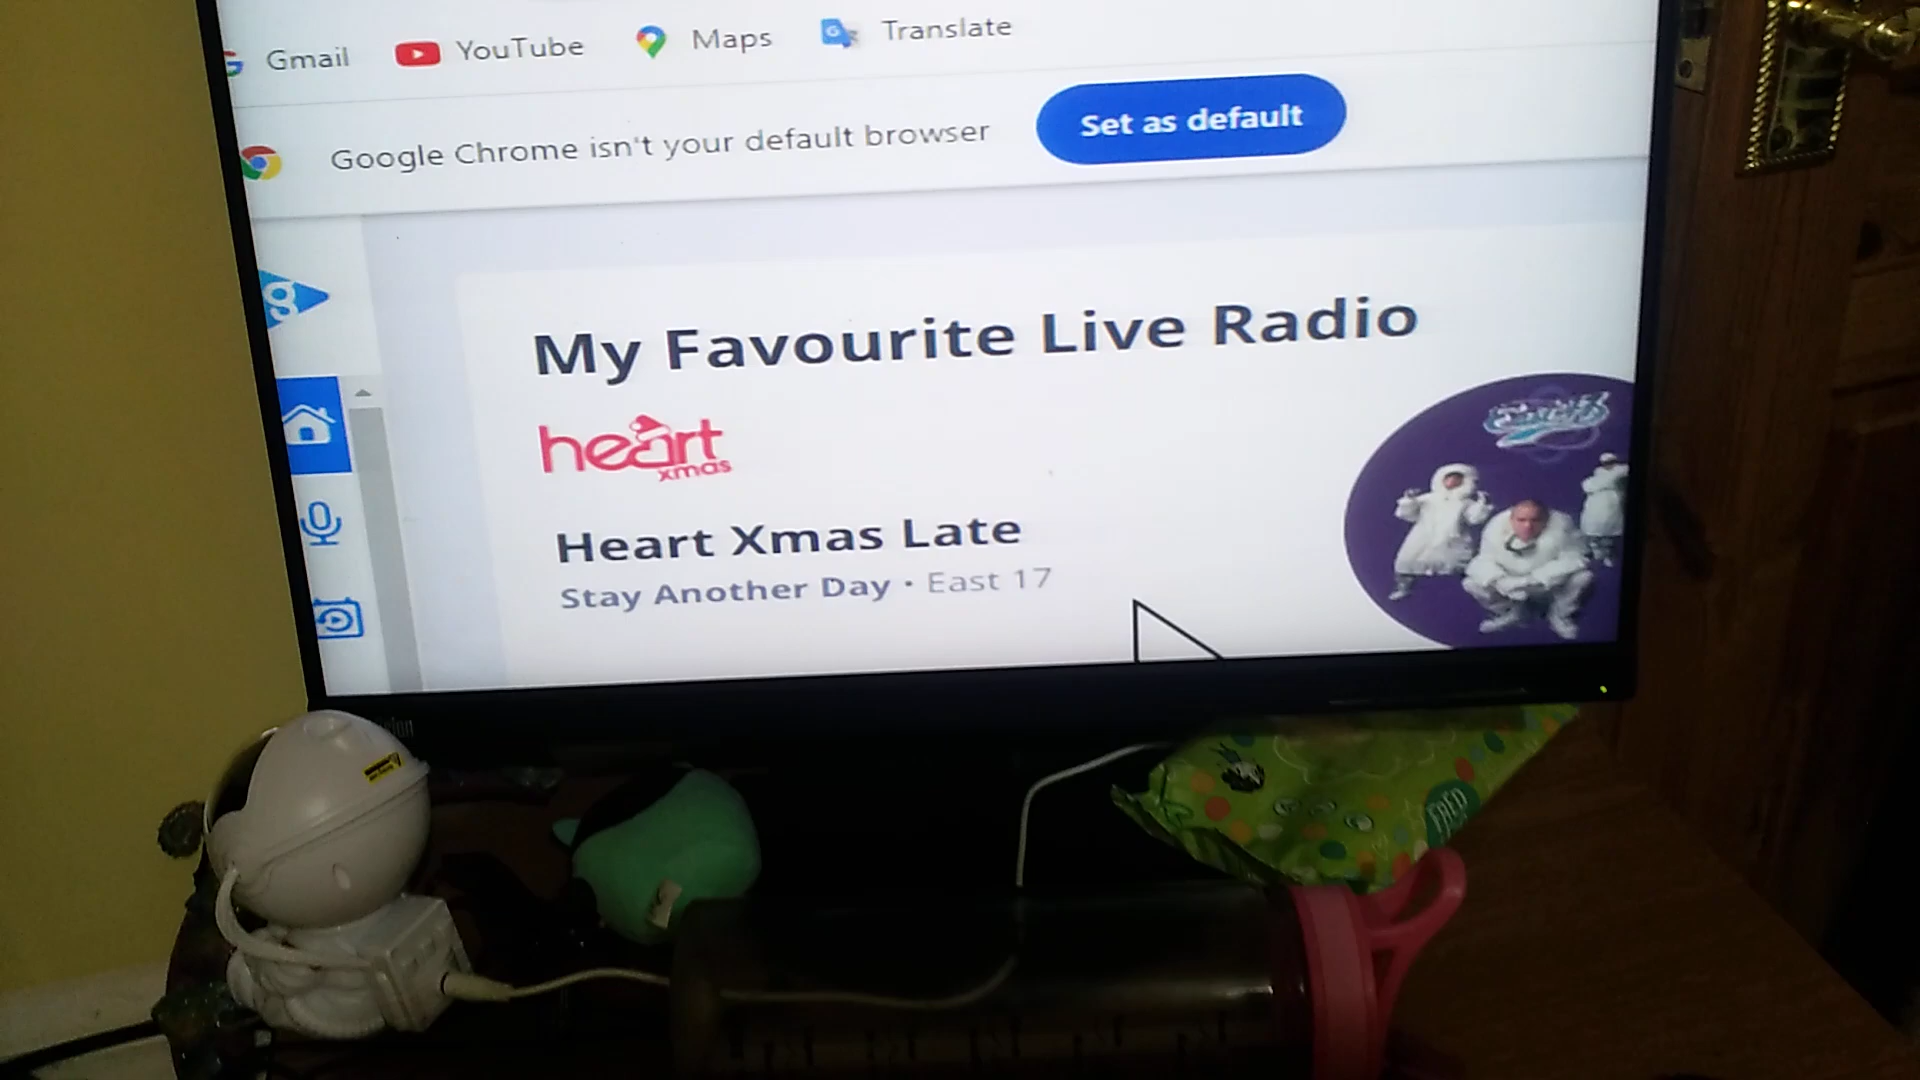 Gmail YouTube Maps Translate
Google Chrome isn't your default browser Set as default
My Favourite Live Radio
heart
xmas
Heart Xmas Late
Stay Another Day • East 17